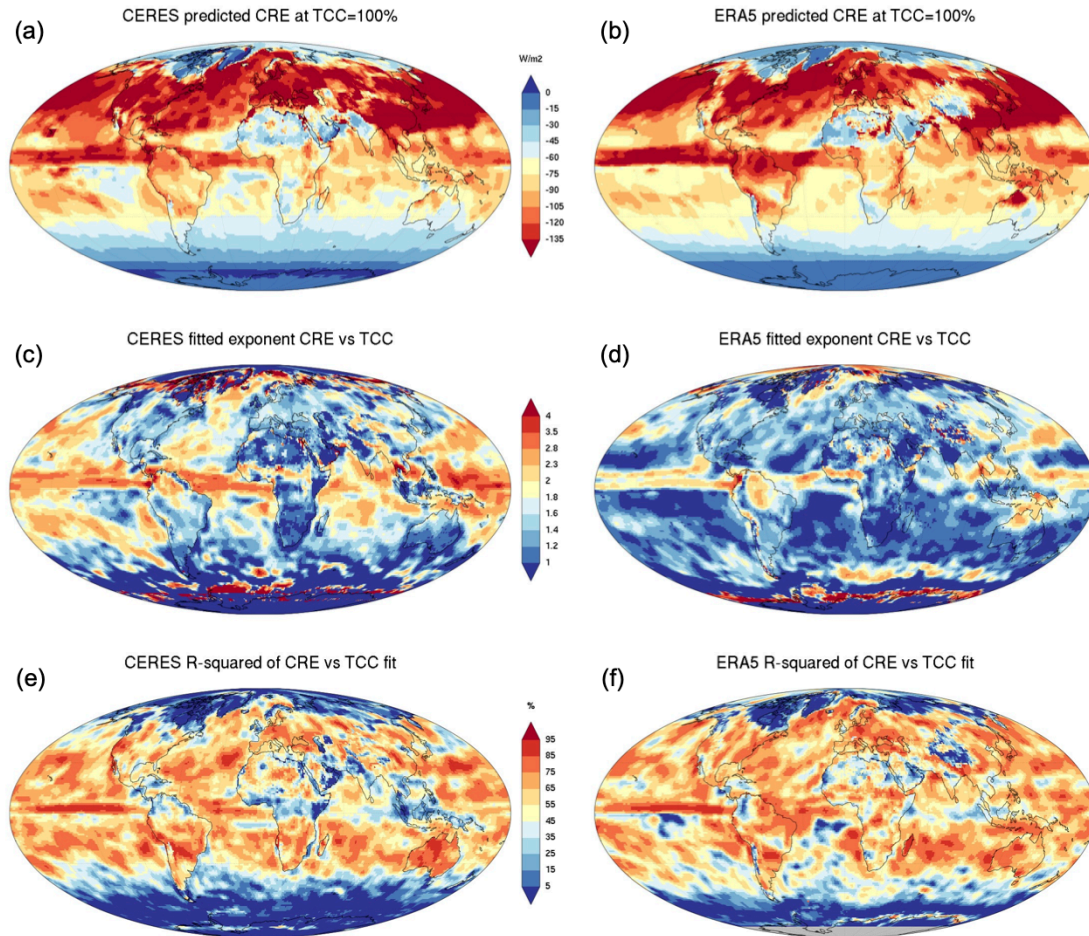 (a)
CERES predicted CRE at TCC=100%
(b)
ERA5 predicted CRE at TCC=100%
W/m2
0
-15
-30
-45
-60
-75
-90
-105
-120
-135
(c)
CERES fitted exponent CRE vs TCC
(d)
ERA5 fitted exponent CRE vs TCC
4
3.5
2.8
2.3
2
1.8
1.6
1.4
1.2
1
(e)
CERES R-squared of CRE vs TCC fit
(f)
ERA5 R-squared of CRE vs TCC fit
%
95
85
75
65
55
45
35
25
15
5